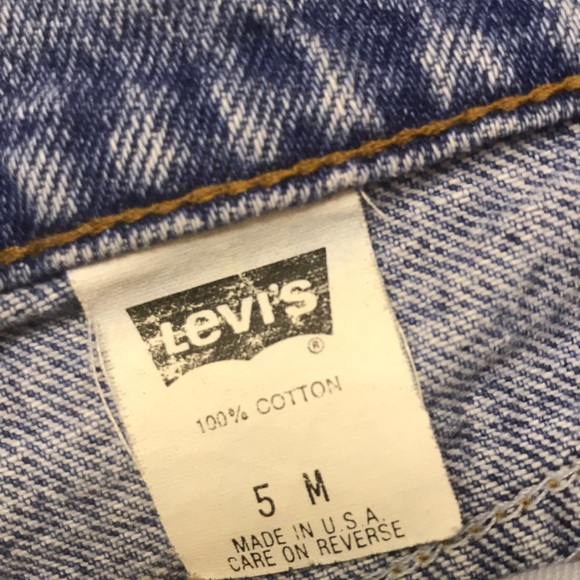 Levi's ®
100% COTTON
5 M
MADE IN U.S.A.
CARE ON REVERSE